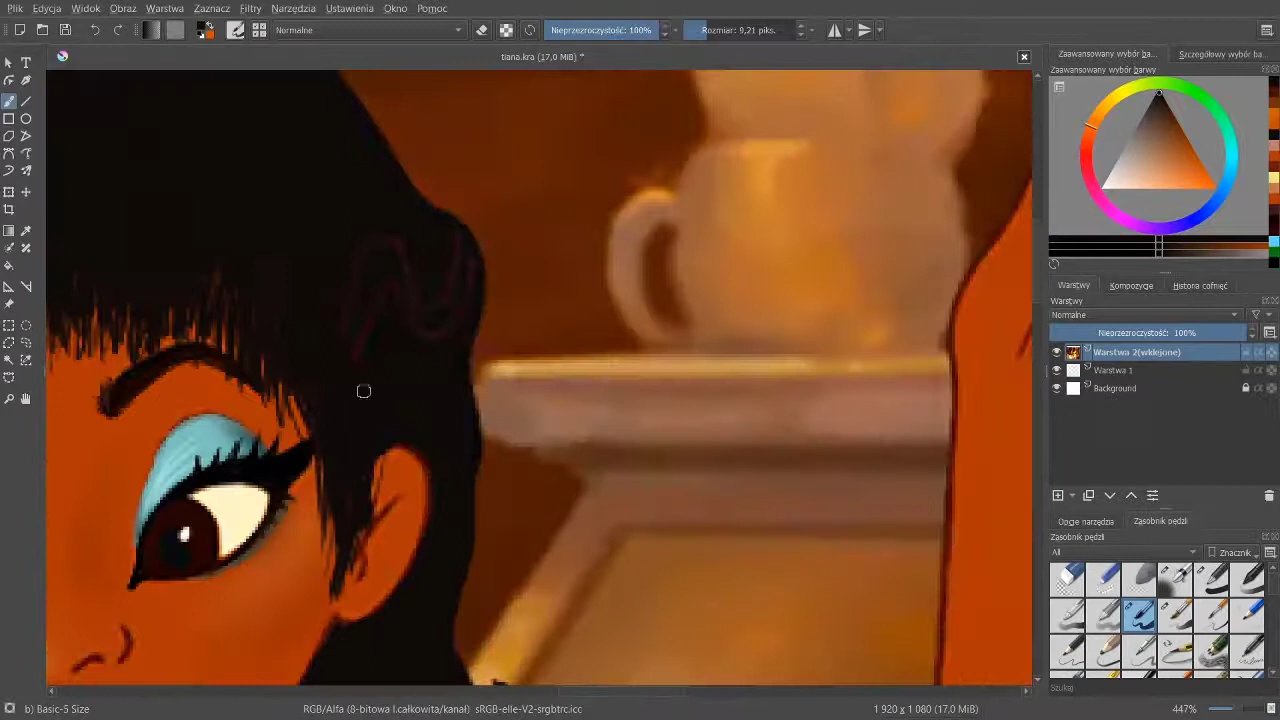 Plik Edycja Widok Obraz Warstwa Zaznacz Filtry Narzędzia Ustawienia Okno Pomoc
Normalne Nieprzezroczystość: 100% Rozmiar: 9,21 piks.
tiana.kra (17,0 MiB) *
Zaawansowany wybór ba... Szczegółowy wybór ba...
Zaawansowany wybór barwy
Warstwy Kompozycje Historia cofnięć
Warstwy
Normalne
Nieprzezroczystość: 100%
Warstwa 2(wklejone)
Warstwa 1
Background
Opcje narzędzia Zasobnik pędzli
Zasobnik pędzli
All Znacznik
Szukaj
b) Basic-5 Size RGB/Alfa (8-bitowa l.całkowita/kanał) sRGB-elle-V2-srgbtrc.icc 1 920 x 1 080 (17,0 MiB) 447%